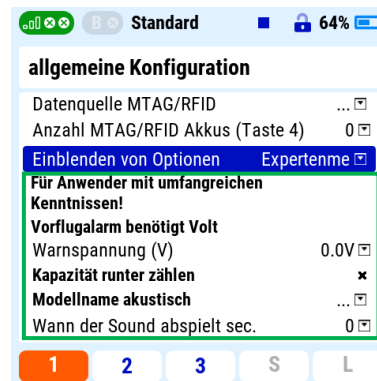 B Standard 64%
allgemeine Konfiguration
Datenquelle MTAG/RFID ...
Anzahl MTAG/RFID Akkus (Taste 4) 0
Einblenden von Optionen Expertenme
Für Anwender mit umfangreichen
Kenntnissen!
Vorflugalarm benötigt Volt
Warnspannung (V) 0.0V
Kapazität runter zählen ×
Modellname akustisch ...
Wann der Sound abspielt sec. 0
1 2 3 S L